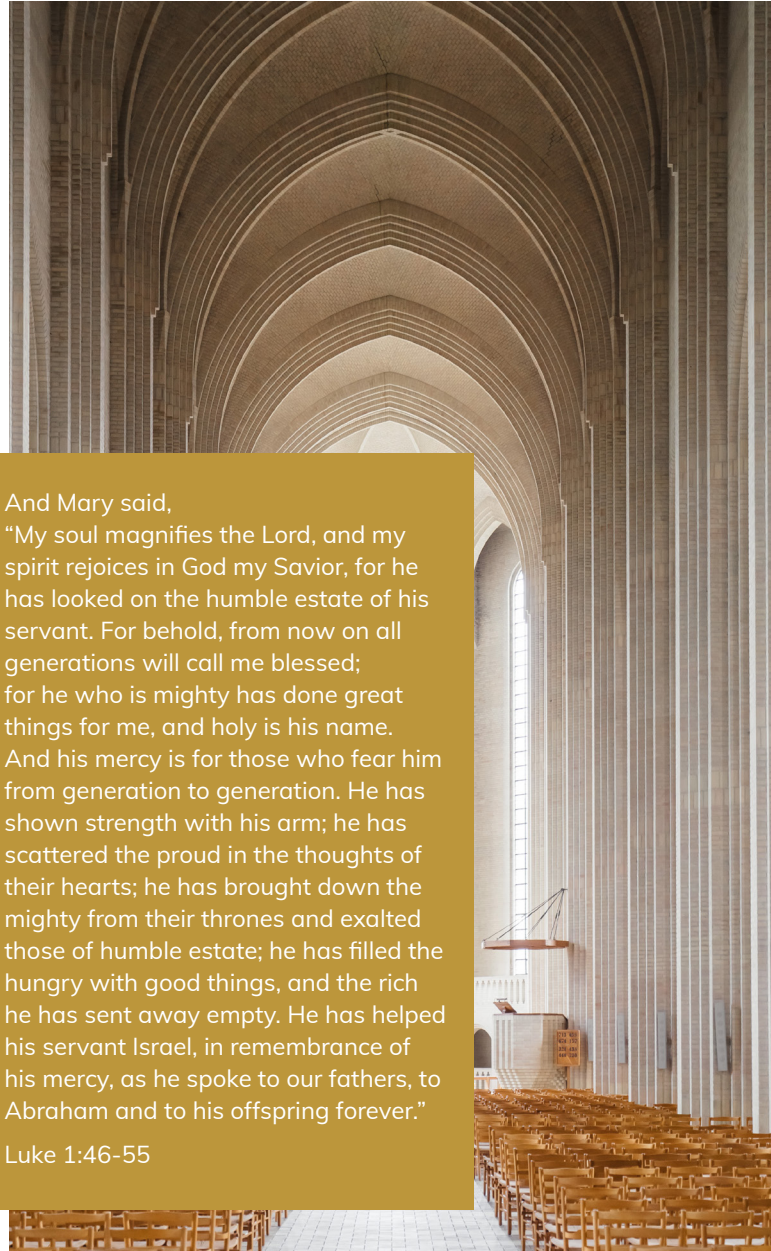 And Mary said,
“My soul magnifies the Lord, and my
spirit rejoices in God my Savior, for he
has looked on the humble estate of his
servant. For behold, from now on all
generations will call me blessed;
for he who is mighty has done great
things for me, and holy is his name.
And his mercy is for those who fear him
from generation to generation. He has
shown strength with his arm; he has
scattered the proud in the thoughts of
their hearts; he has brought down the
mighty from their thrones and exalted
those of humble estate; he has filled the
hungry with good things, and the rich
he has sent away empty. He has helped
his servant Israel, in remembrance of
his mercy, as he spoke to our fathers, to
Abraham and to his offspring forever.”
Luke 1:46-55